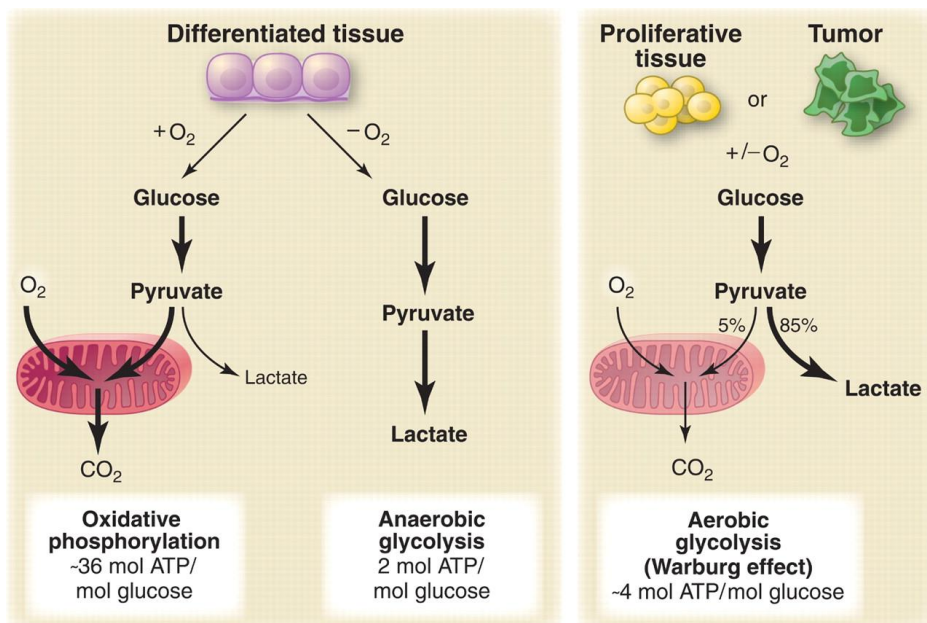 Differentiated tissue
+O₂
−O₂
Glucose
Glucose
O₂
Pyruvate
Pyruvate
Lactate
Lactate
CO₂
Oxidative
phosphorylation
~36 mol ATP/
mol glucose
Anaerobic
glycolysis
2 mol ATP/
mol glucose
Proliferative
tissue
or
Tumor
+/−O₂
Glucose
O₂
Pyruvate
5%
85%
Lactate
CO₂
Aerobic
glycolysis
(Warburg effect)
~4 mol ATP/mol glucose